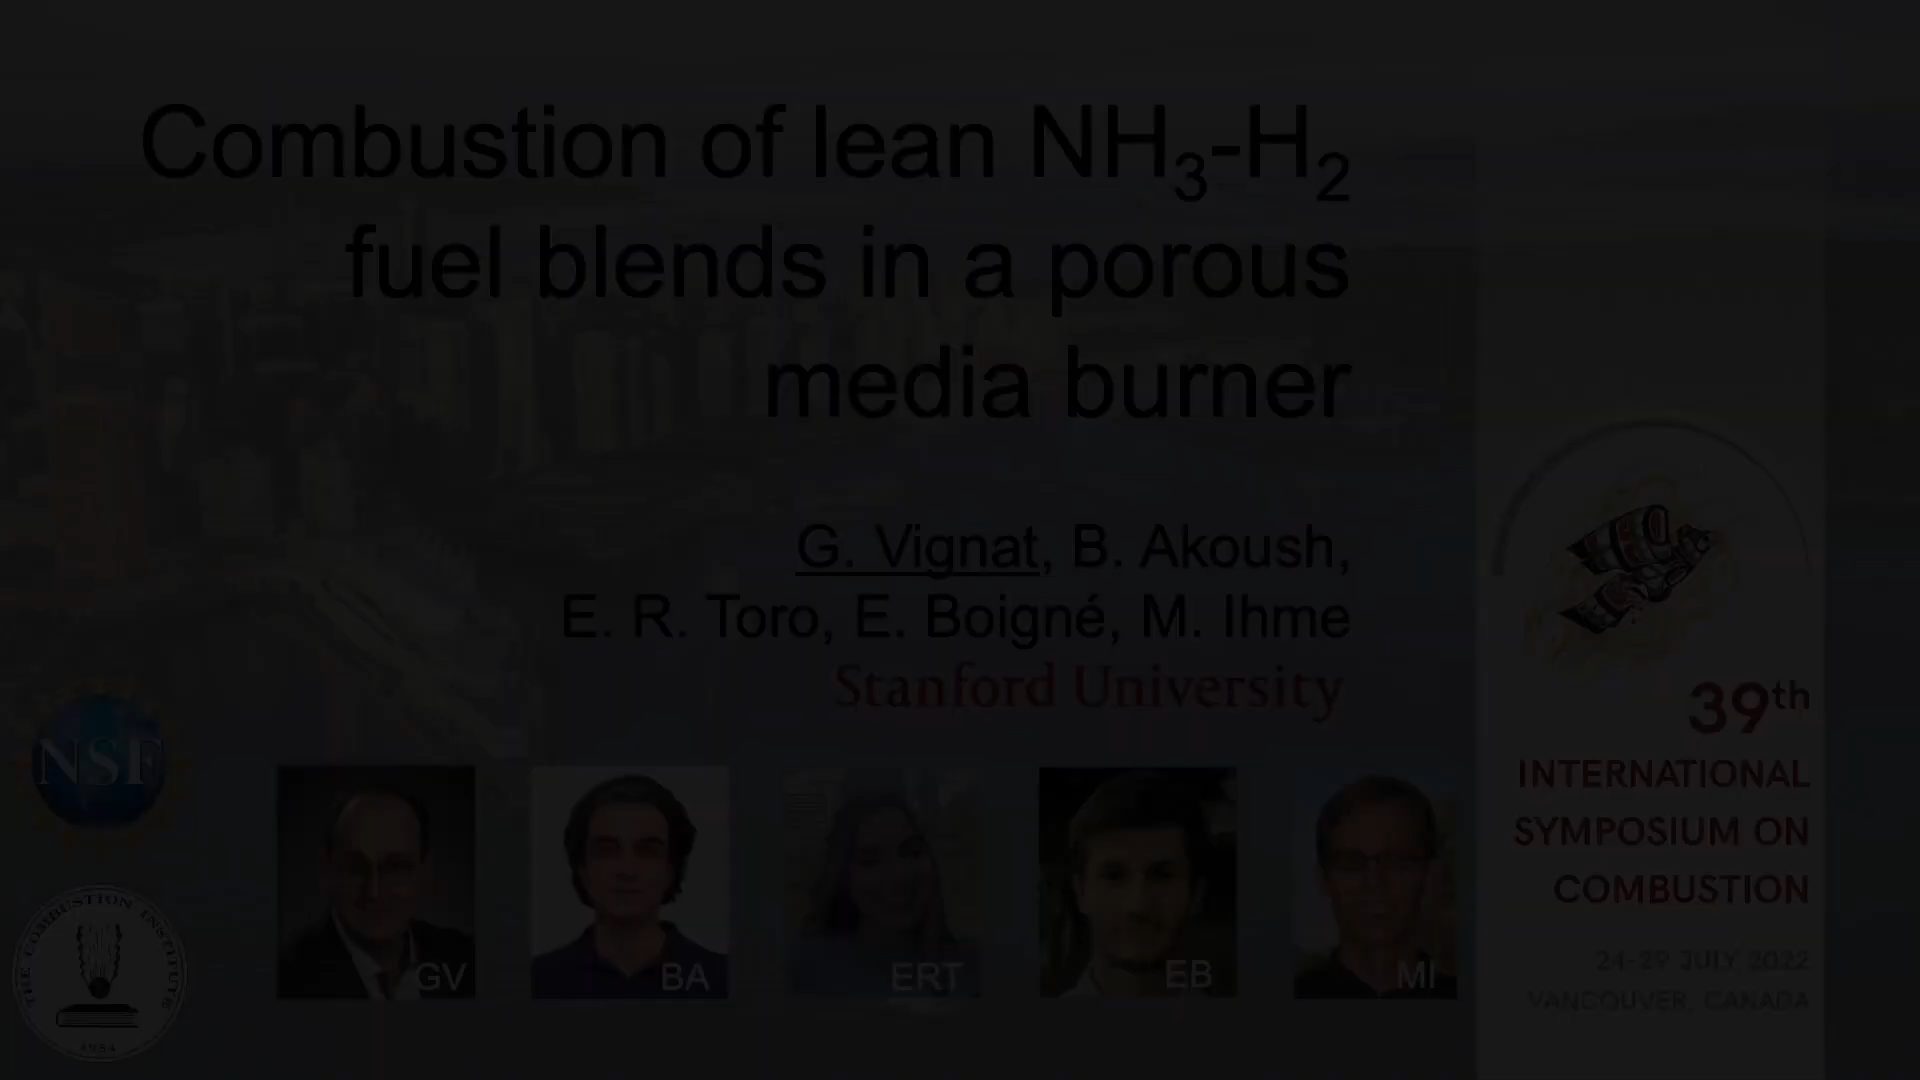 Combustion of lean NH₃-H₂
fuel blends in a porous
media burner
G. Vignat, B. Akoush,
E. R. Toro, E. Boigné, M. Ihme
Stanford University
NSF
THE COMBUSTION INSTITUTE
1954
GV
BA
ERT
EB
MI
39th
INTERNATIONAL
SYMPOSIUM ON
COMBUSTION
24-29 JULY 2022
VANCOUVER, CANADA